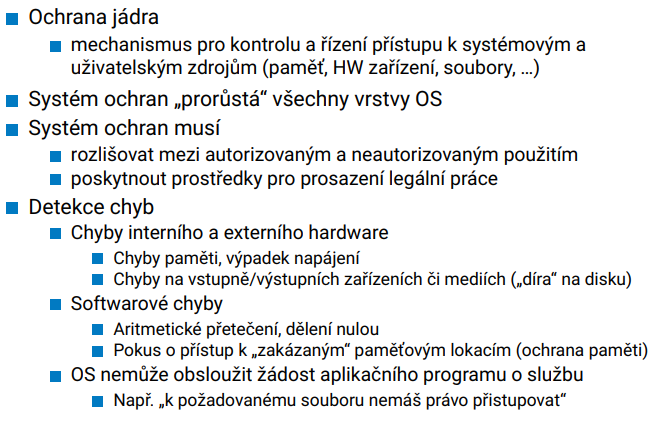 Ochrana jádra
mechanismus pro kontrolu a řízení přístupu k systémovým a
uživatelským zdrojům (paměť, HW zařízení, soubory, …)
Systém ochran „prorůstá“ všechny vrstvy OS
Systém ochran musí
rozlišovat mezi autorizovaným a neautorizovaným použitím
poskytnout prostředky pro prosazení legální práce
Detekce chyb
Chyby interního a externího hardware
Chyby paměti, výpadek napájení
Chyby na vstupně/výstupních zařízeních či mediích („díra“ na disku)
Softwarové chyby
Aritmetické přetečení, dělení nulou
Pokus o přístup k „zakázaným“ paměťovým lokacím (ochrana paměti)
OS nemůže obsloužit žádost aplikačního programu o službu
Např. „k požadovanému souboru nemáš právo přistupovat“